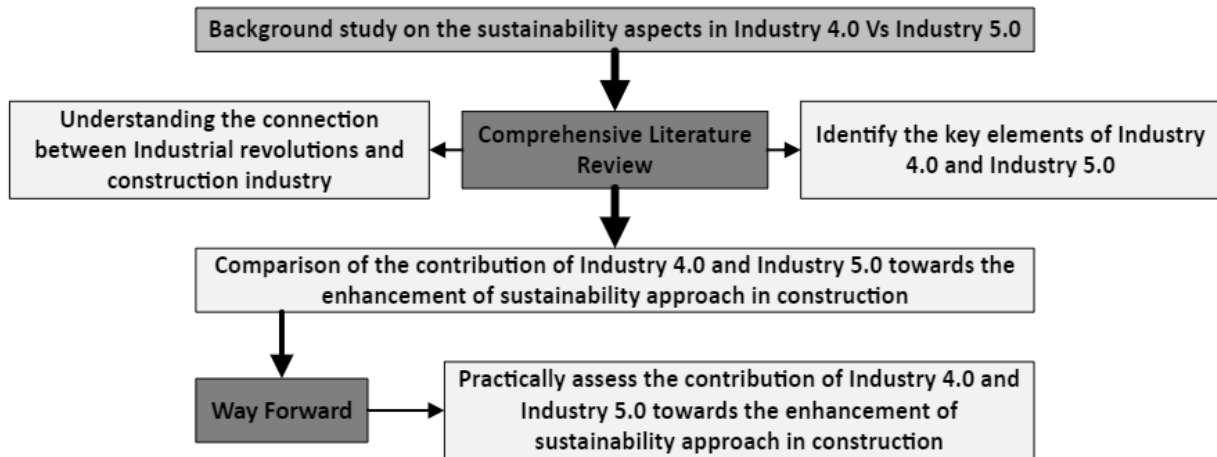 Background study on the sustainability aspects in Industry 4.0 Vs Industry 5.0
Understanding the connection
between Industrial revolutions and
construction industry
Comprehensive Literature
Review
Identify the key elements of Industry
4.0 and Industry 5.0
Comparison of the contribution of Industry 4.0 and Industry 5.0 towards the
enhancement of sustainability approach in construction
Way Forward
Practically assess the contribution of Industry 4.0 and
Industry 5.0 towards the enhancement of
sustainability approach in construction